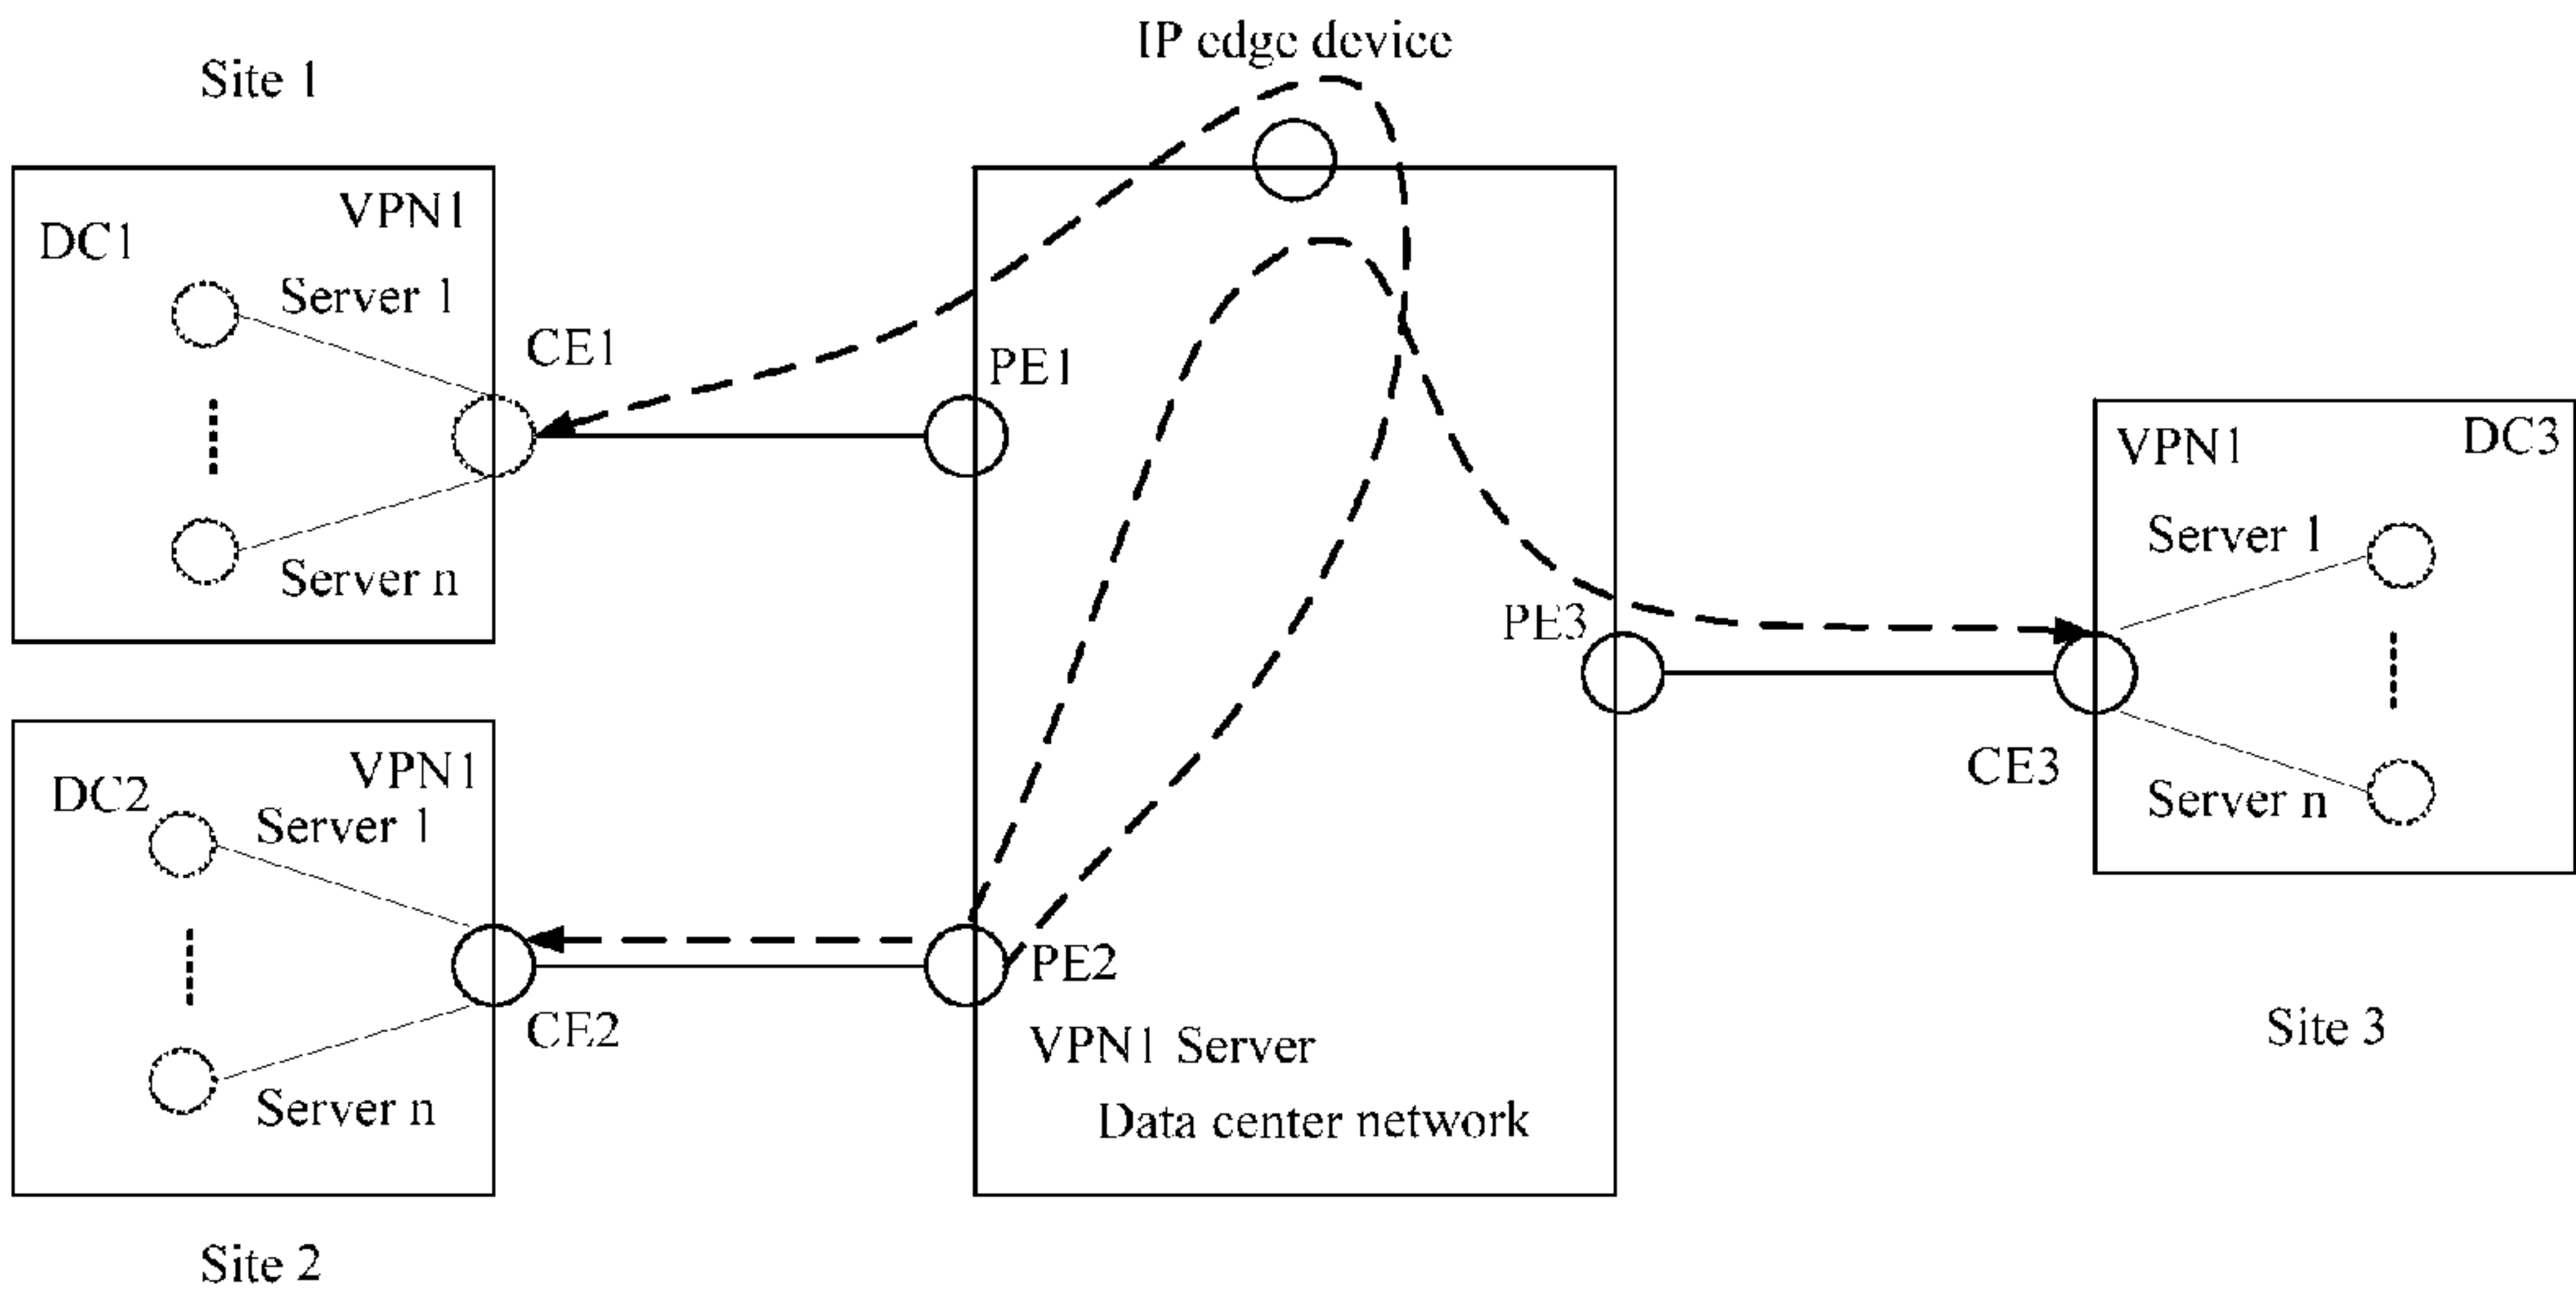 IP edge device
Site 1
VPN1
DC1
Server 1
CE1
PE1
Server n
VPN1
DC3
Server 1
PE3
CE3
Server n
VPN1
DC2
Server 1
PE2
CE2
Server n
VPN1 Server
Data center network
Site 3
Site 2